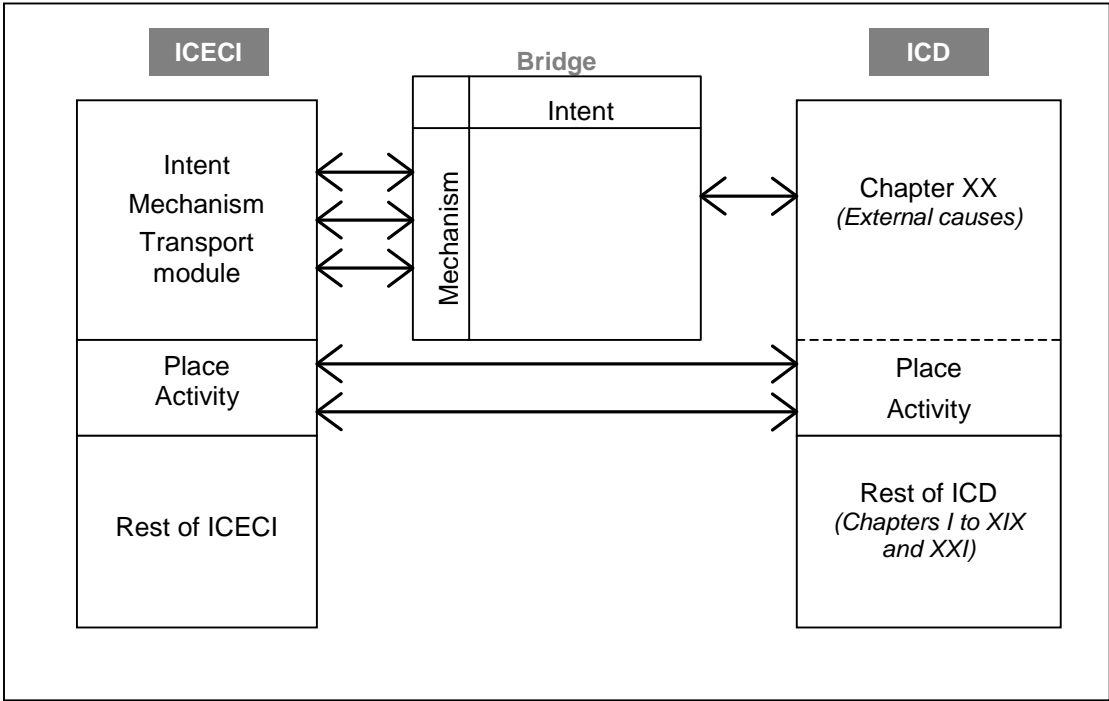 ICECI
Bridge
ICD
Intent
Mechanism
Transport
module
Place
Activity
Rest of ICECI
Intent
Mechanism
Chapter XX
(External causes)
Place
Activity
Rest of ICD
(Chapters I to XIX
and XXI)